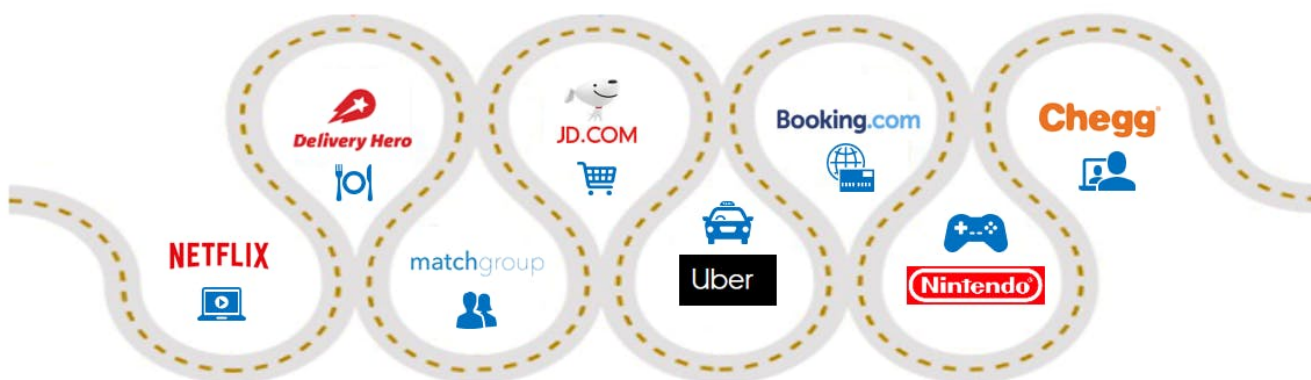 Delivery Hero
JD.COM
Booking.com
Chegg®
NETFLIX
matchgroup
Uber
Nintendo®